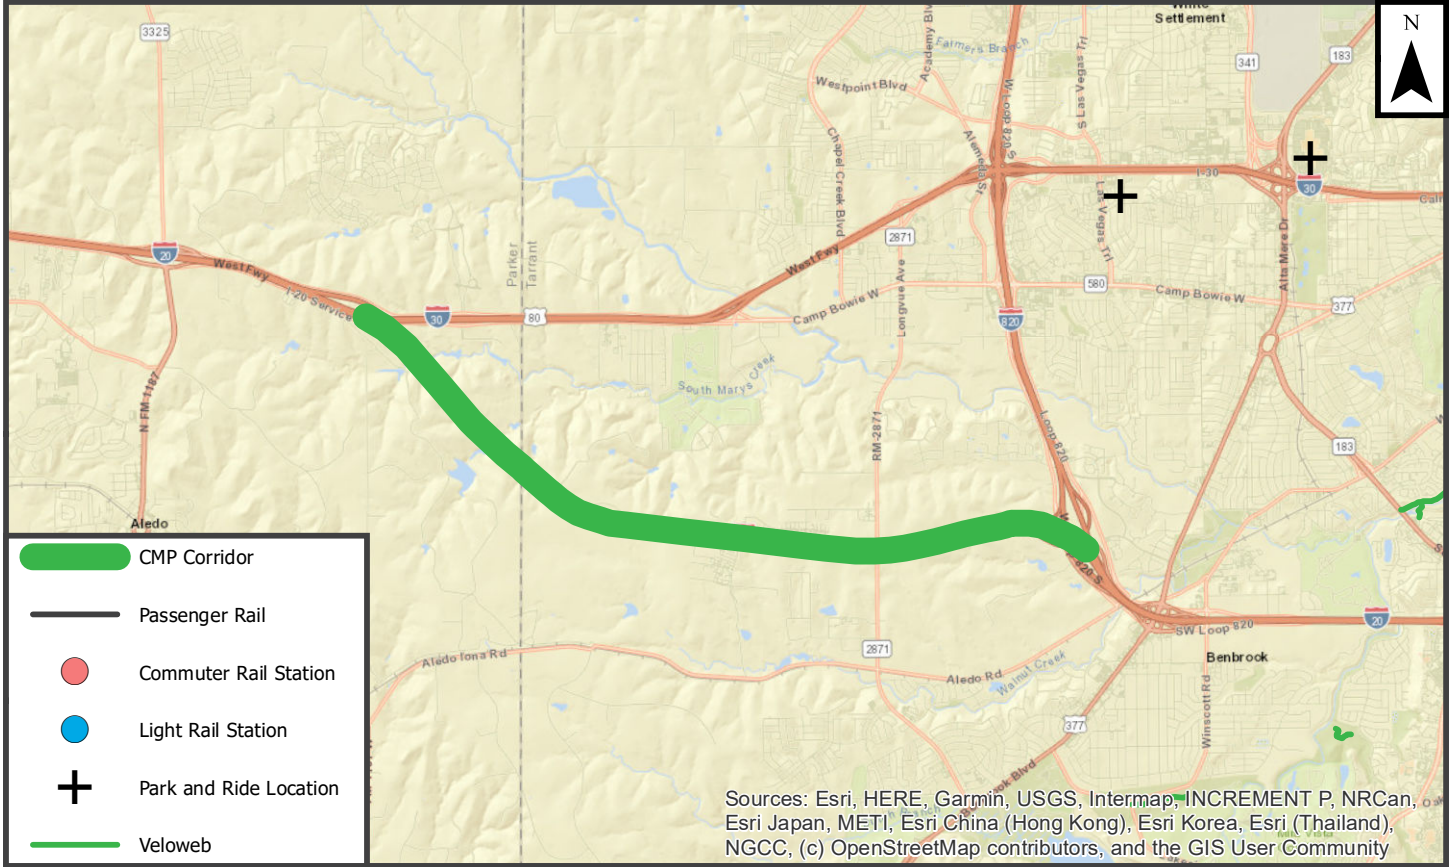 White
Settlement
N
3325
Farmers Branch
Academy Blv
W Loop 820 S
S Las Vegas Trl
341
183
Westpoint Blvd
Chapel Creek Blvd
Alemeda St
I-30
30
Las Vegas Trl
Cal
2871
Parker
Tarrant
20
West Fwy
West Fwy
I-20 Service
30
80
Camp Bowie W
Longvue Ave
820
580
Camp Bowie W
Alta Mere Dr
377
N FM 1187
South Marys Creek
RM-2871
Loop 820
183
Aledo
820 S
SW Loop 820
20
Benbrook
2871
Aledo Iona Rd
Aledo Rd
Walnut Creek
Winscott Rd
377
CMP Corridor
Passenger Rail
Commuter Rail Station
Light Rail Station
Park and Ride Location
Veloweb
Sources: Esri, HERE, Garmin, USGS, Intermap, INCREMENT P, NRCan,
Esri Japan, METI, Esri China (Hong Kong), Esri Korea, Esri (Thailand),
NGCC, (c) OpenStreetMap contributors, and the GIS User Community